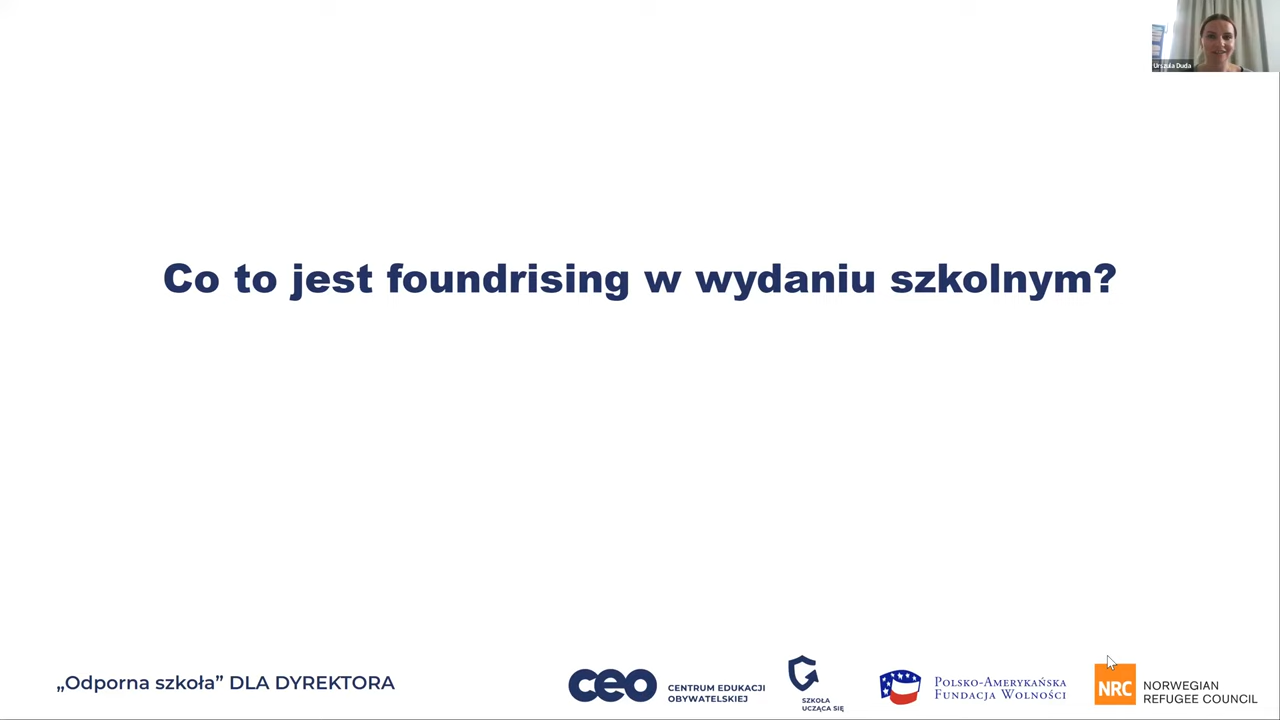 Urszula Duda
Co to jest foundrising w wydaniu szkolnym?
„Odporna szkoła” DLA DYREKTORA
ceo
CENTRUM EDUKACJI
OBYWATELSKIEJ
SZKOŁA
UCZĄCA SIĘ
POLSKO-AMERYKAŃSKA
FUNDACJA WOLNOŚCI
NRC
NORWEGIAN
REFUGEE COUNCIL